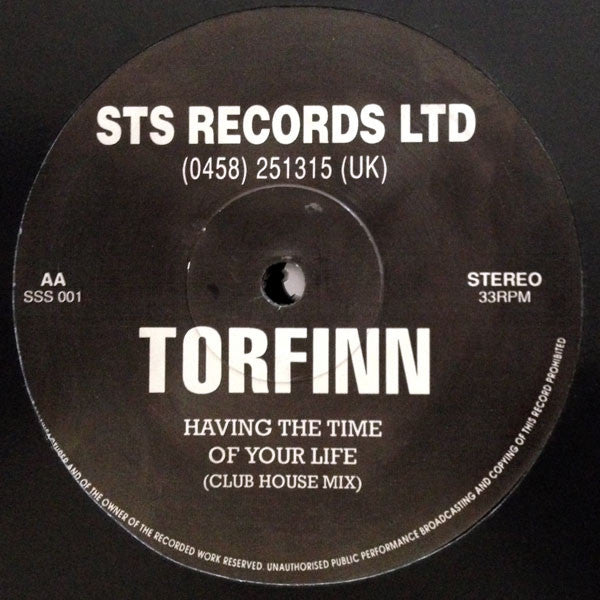 STS RECORDS LTD
(0458) 251315 (UK)
AA
SSS 001
STEREO
33RPM
TORFINN
HAVING THE TIME
OF YOUR LIFE
(CLUB HOUSE MIX)
AND OF THE OWNER OF THE RECORDED WORK RESERVED. UNAUTHORISED PUBLIC PERFORMANCE BROADCASTING AND COPYING OF THIS RECORD PROHIBITED